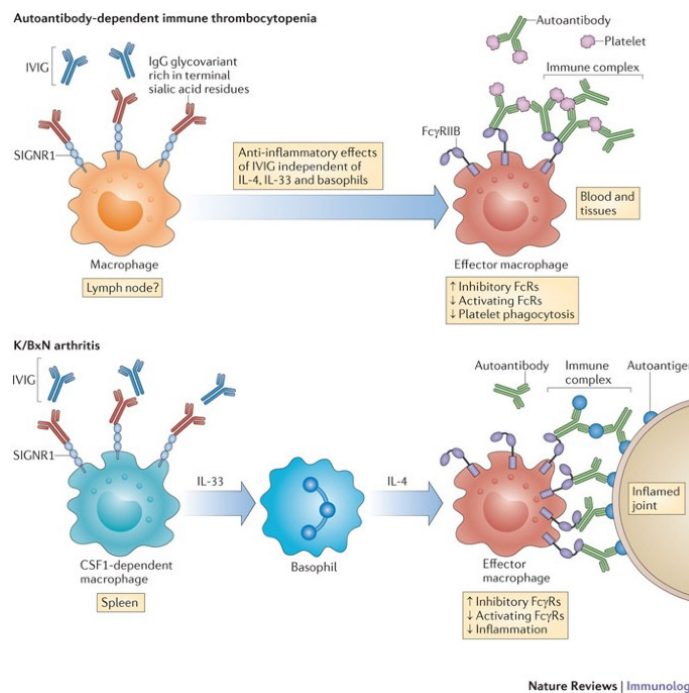 Autoantibody-dependent immune thrombocytopenia
IVIG
IgG glycovariant
rich in terminal
sialic acid residues
SIGNR1
Macrophage
Lymph node?
Anti-inflammatory effects
of IVIG independent of
IL-4, IL-33 and basophils
Autoantibody
Platelet
Immune complex
FcγRIIB
Blood and
tissues
Effector macrophage
↑ Inhibitory FcRs
↓ Activating FcRs
↓ Platelet phagocytosis
K/BxN arthritis
IVIG
SIGNR1
CSF1-dependent
macrophage
Spleen
IL-33
Basophil
IL-4
Autoantibody
Immune
complex
Autoantigen
Inflamed
joint
Effector
macrophage
↑ Inhibitory FcγRs
↓ Activating FcγRs
↓ Inflammation
Nature Reviews | Immunolog